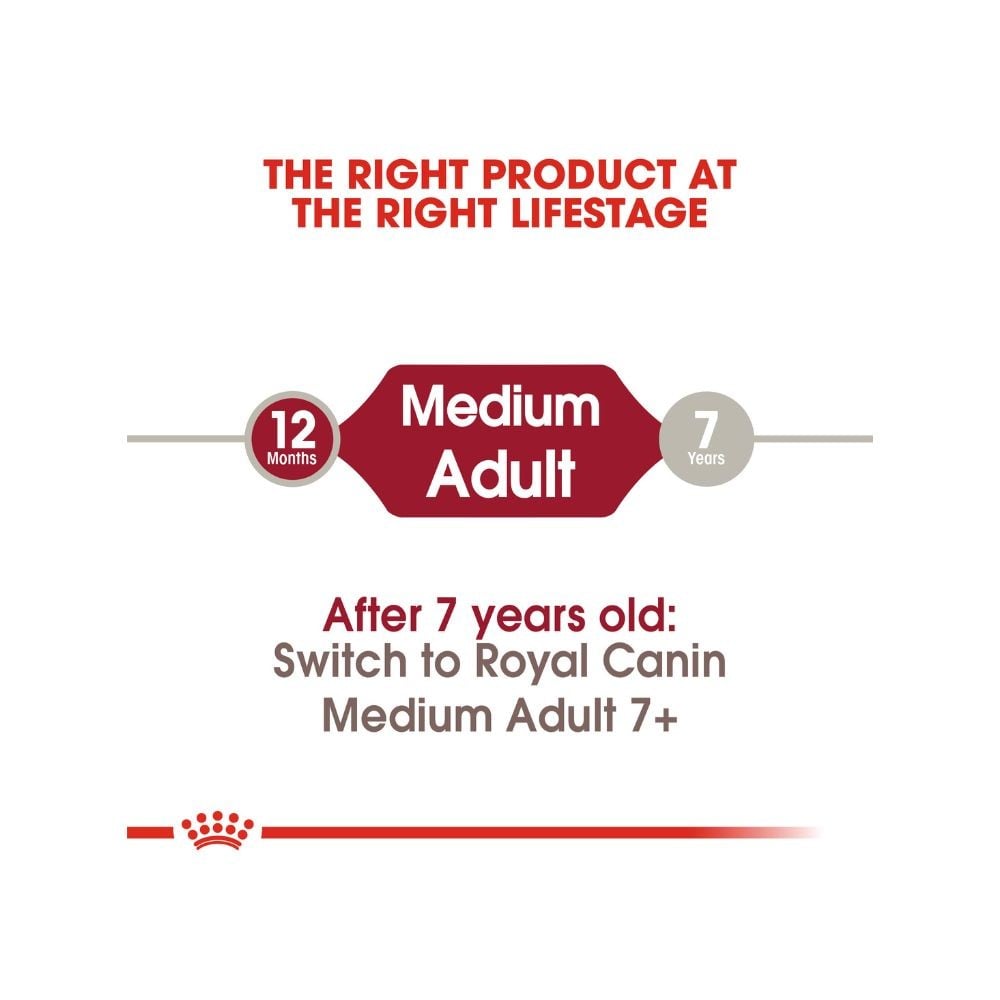 THE RIGHT PRODUCT AT
THE RIGHT LIFESTAGE
12
Months
Medium
Adult
7
Years
After 7 years old:
Switch to Royal Canin
Medium Adult 7+